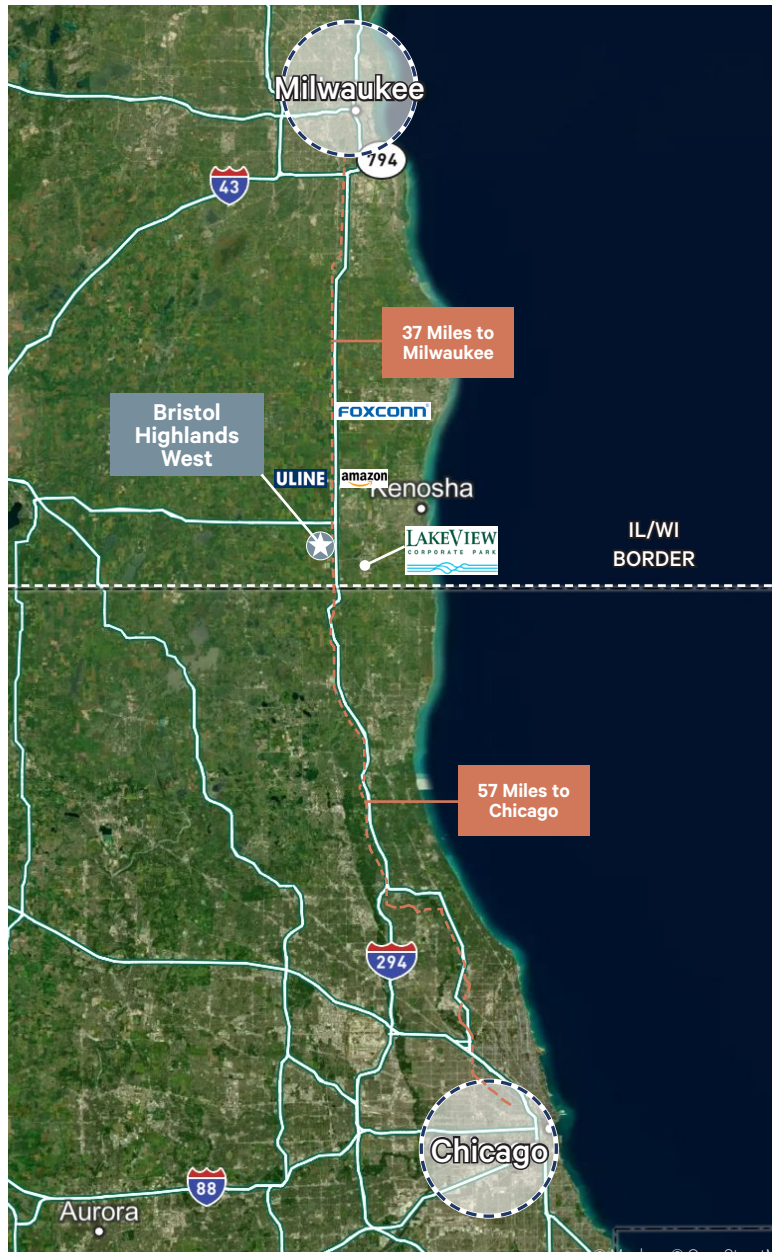 Milwaukee
794
43
37 Miles to
Milwaukee
FOXCONN
Bristol
Highlands
West
ULINE
amazon
Kenosha
LAKEVIEW
CORPORATE PARK
IL/WI
BORDER
57 Miles to
Chicago
294
Chicago
88
Aurora